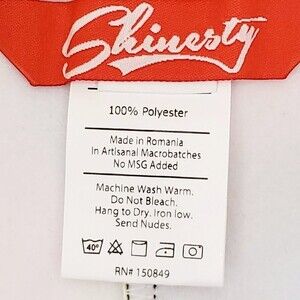 Shinesty
100% Polyester
Made in Romania
In Artisanal Macrobatches
No MSG Added
Machine Wash Warm.
Do Not Bleach.
Hang to Dry. Iron low.
Send Nudes.
40°
RN# 150849